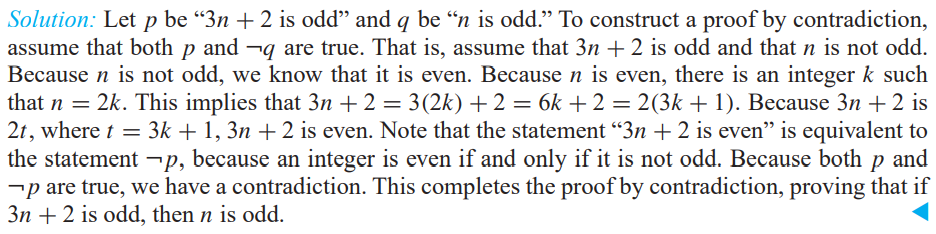 Solution: Let p be “3n + 2 is odd” and q be “n is odd.” To construct a proof by contradiction,
assume that both p and ¬q are true. That is, assume that 3n + 2 is odd and that n is not odd.
Because n is not odd, we know that it is even. Because n is even, there is an integer k such
that n = 2k. This implies that 3n + 2 = 3(2k) + 2 = 6k + 2 = 2(3k + 1). Because 3n + 2 is
2t, where t = 3k + 1, 3n + 2 is even. Note that the statement “3n + 2 is even” is equivalent to
the statement ¬p, because an integer is even if and only if it is not odd. Because both p and
¬p are true, we have a contradiction. This completes the proof by contradiction, proving that if
3n + 2 is odd, then n is odd.